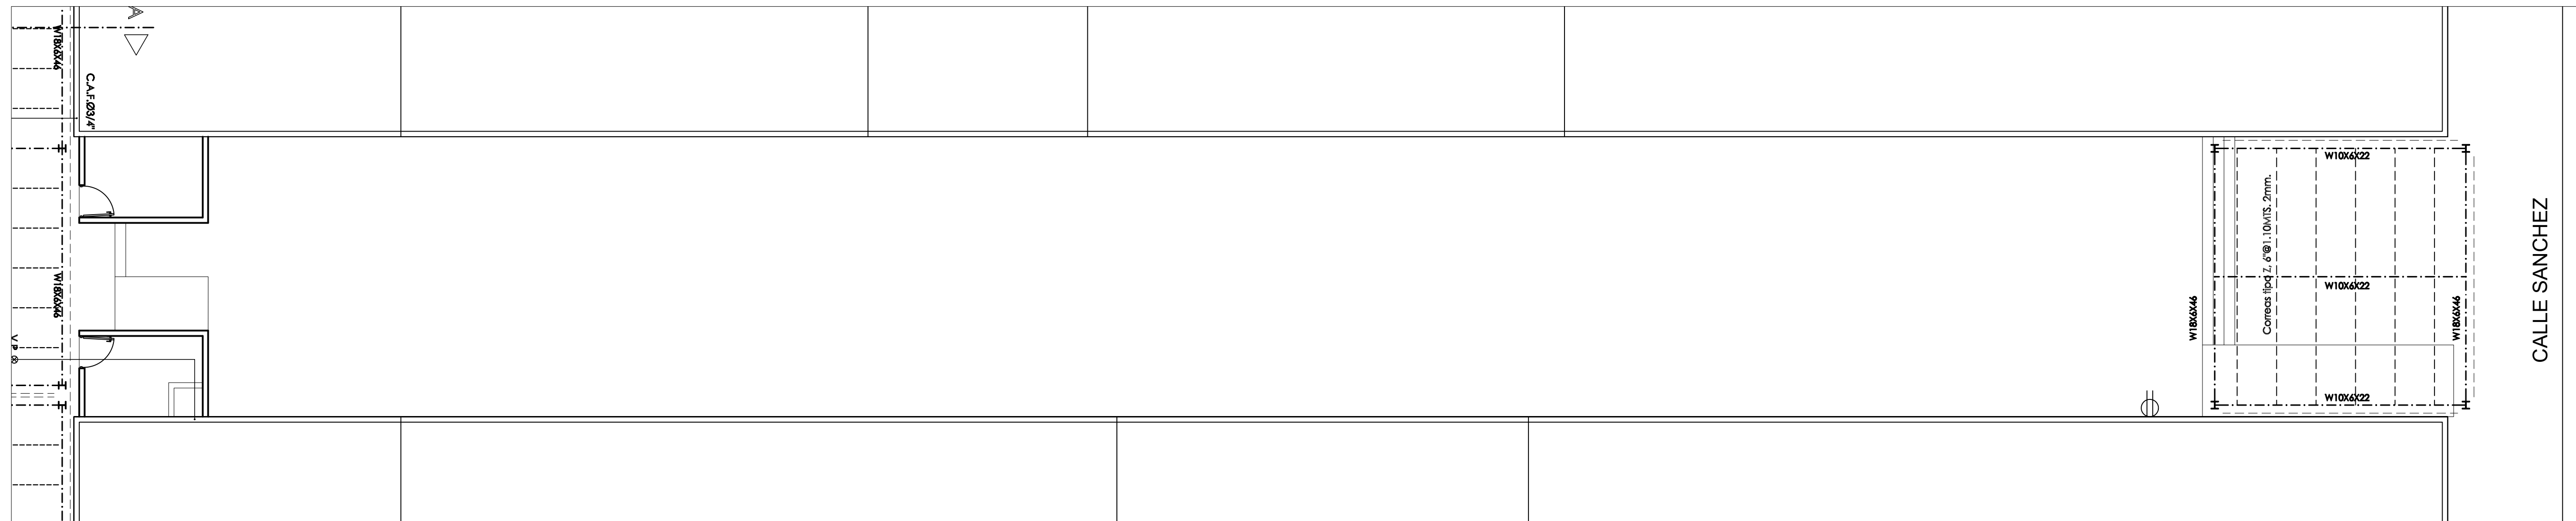 A
W18X6X46
C.A.F.Ø3/4"
W18X6X46
V P
W10X6X22
Correas tipo Z, 6"@1.10MTS. 2mm.
W10X6X22
W18X6X46
W18X6X46
W10X6X22
CALLE SANCHEZ